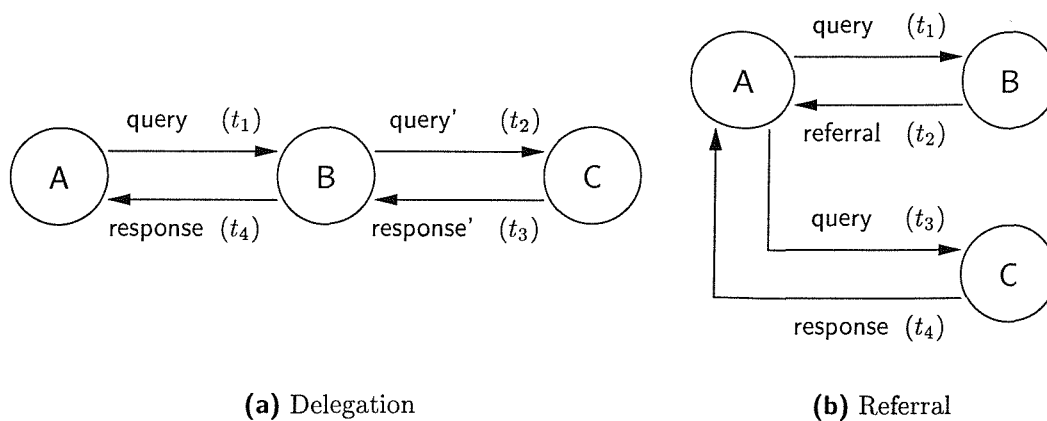 query (t₁)
query' (t₂)
A
B
C
response (t₄)
response' (t₃)
(a) Delegation
query (t₁)
A
B
referral (t₂)
query (t₃)
C
response (t₄)
(b) Referral